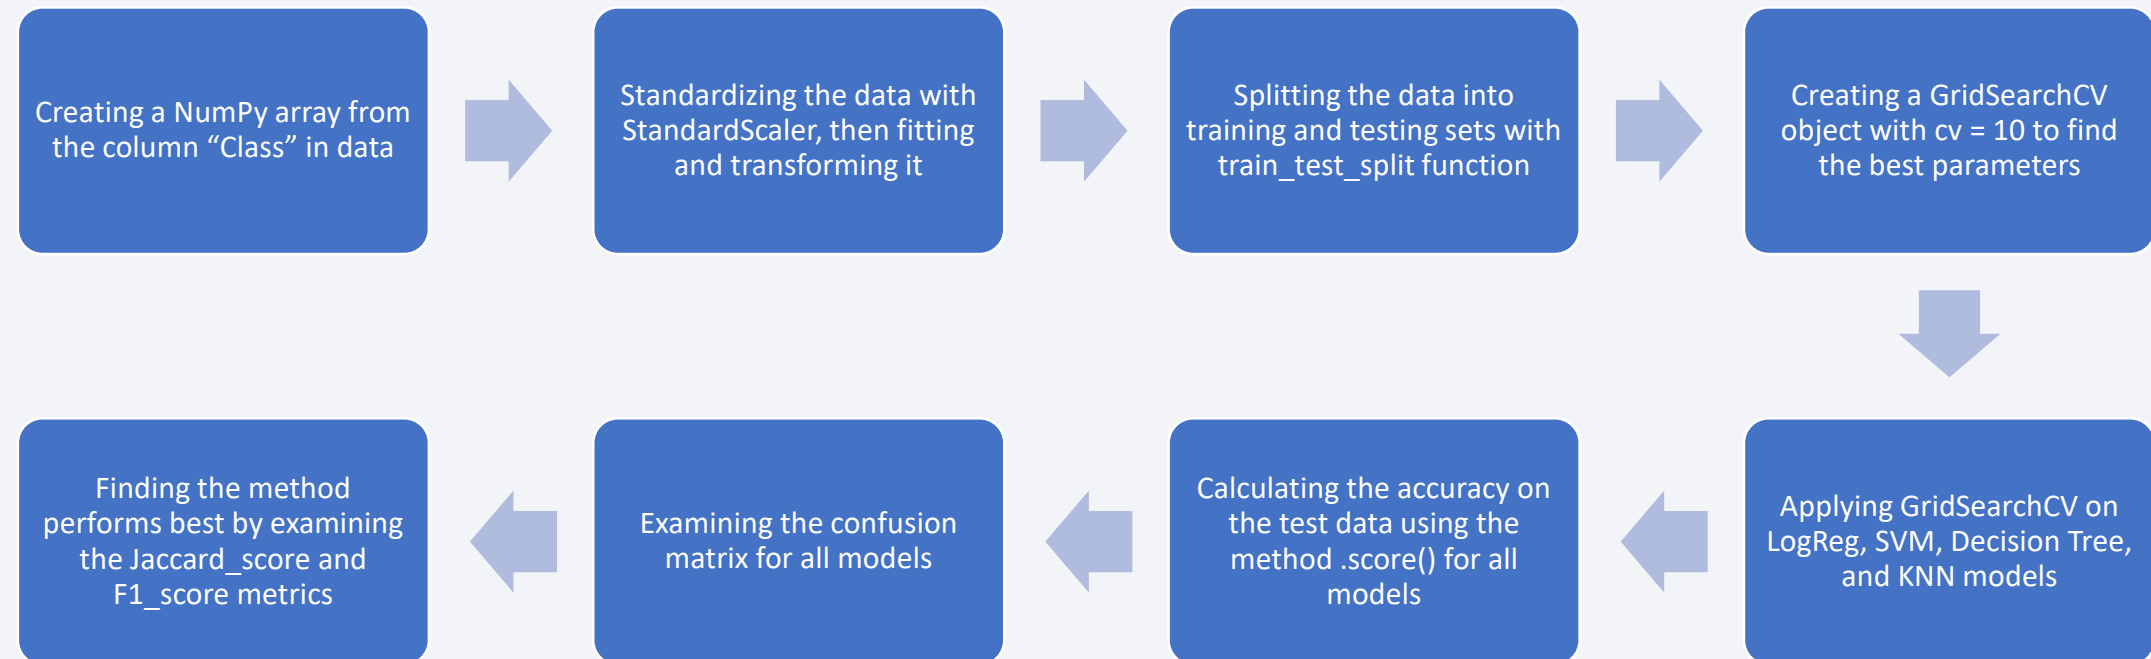 Creating a NumPy array from
the column “Class” in data
Standardizing the data with
StandardScaler, then fitting
and transforming it
Splitting the data into
training and testing sets with
train_test_split function
Creating a GridSearchCV
object with cv = 10 to find
the best parameters
Applying GridSearchCV on
LogReg, SVM, Decision Tree,
and KNN models
Calculating the accuracy on
the test data using the
method .score() for all
models
Examining the confusion
matrix for all models
Finding the method
performs best by examining
the Jaccard_score and
F1_score metrics